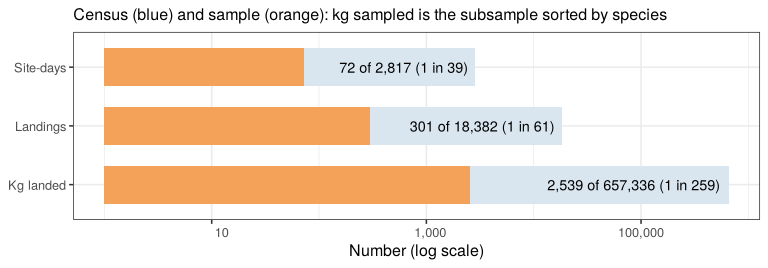 Census (blue) and sample (orange): kg sampled is the subsample sorted by species
Site-days
72 of 2,817 (1 in 39)
Landings
301 of 18,382 (1 in 61)
Kg landed
2,539 of 657,336 (1 in 259)
10
1,000
100,000
Number (log scale)